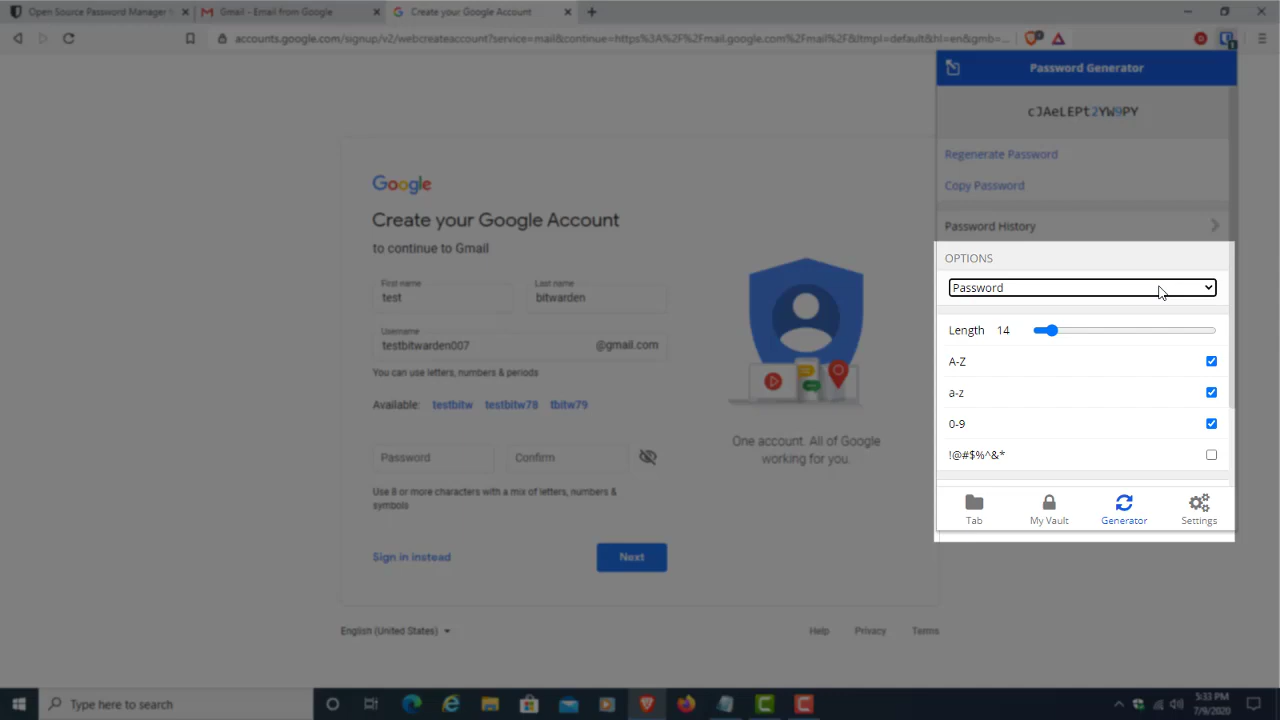 Open Source Password Manager
Gmail - Email from Google
Create your Google Account
accounts.google.com/signup/v2/webcreateaccount?service=mail&continue=https%3A%2F%2Fmail.google.com%2Fmail%2F&ltmpl=default&hl=en&gmb=...
Password Generator
cJAeLEPt2YW9PY
Regenerate Password
Copy Password
Password History
OPTIONS
Password
Length 14
A-Z
a-z
0-9
!@#$%^&*
Tab
My Vault
Generator
Settings
Google
Create your Google Account
to continue to Gmail
First name
test
Last name
bitwarden
Username
testbitwarden007
@gmail.com
You can use letters, numbers & periods
Available: testbitw testbitw78 tbitw79
Password
Confirm
Use 8 or more characters with a mix of letters, numbers &
symbols
Sign in instead
Next
One account. All of Google
working for you.
English (United States)
Help
Privacy
Terms
Type here to search
5:33 PM
7/9/2020